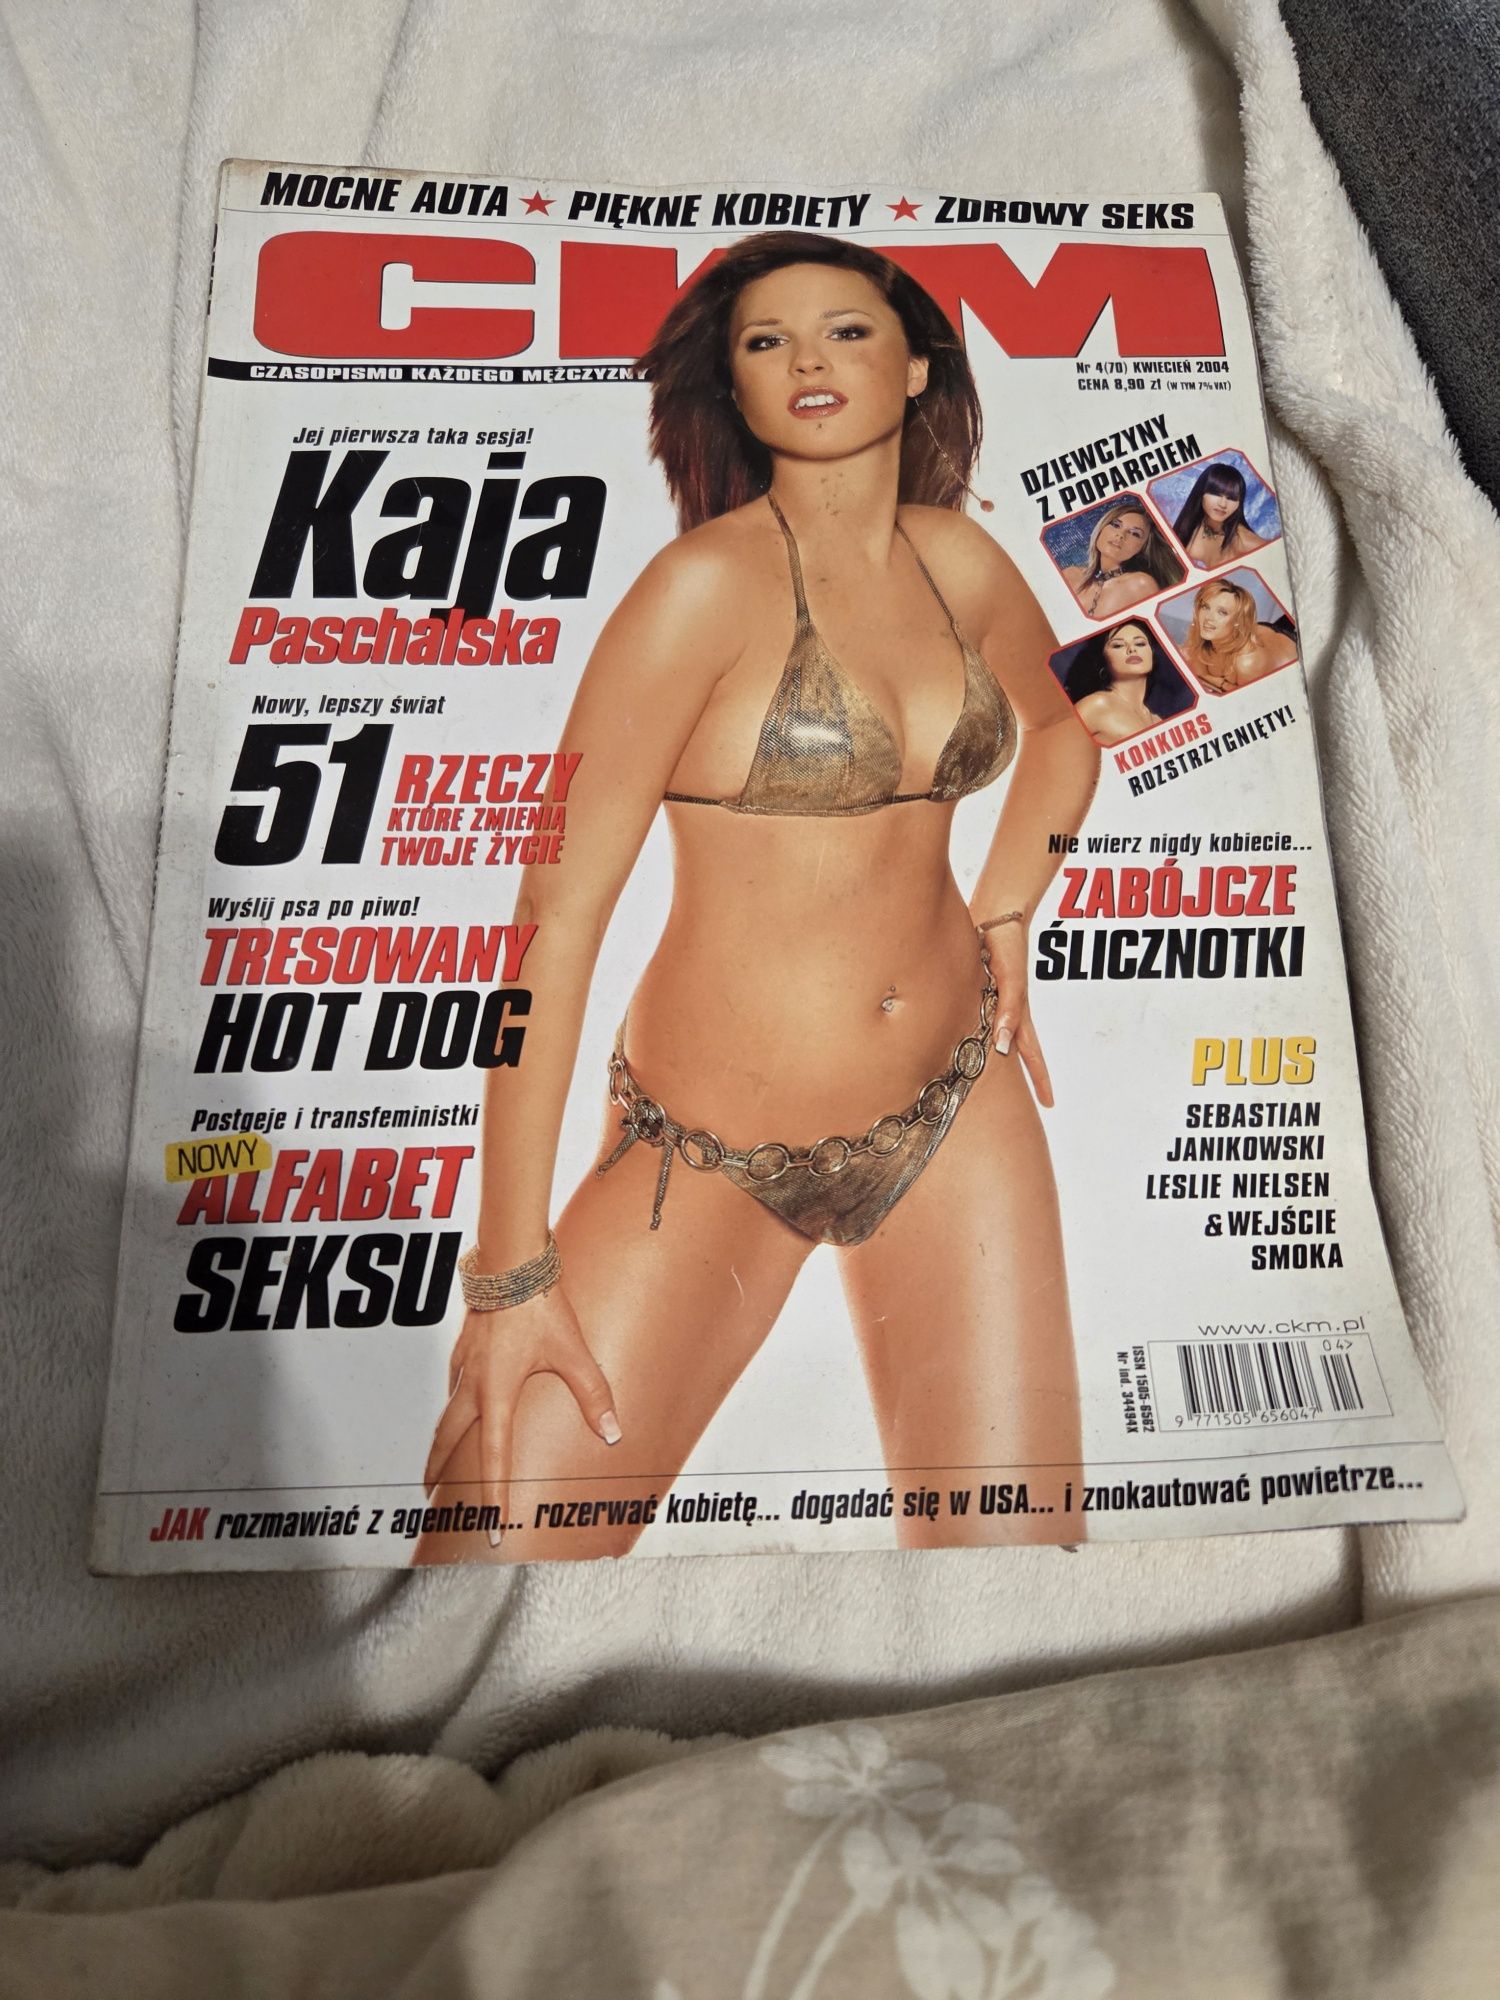 MOCNE AUTA ★ PIĘKNE KOBIETY ★ ZDROWY SEKS
CKM
CZASOPISMO KAŻDEGO MĘŻCZYZNY
Nr 4(70) KWIECIEŃ 2004
CENA 8,90 zł (W TYM 7% VAT)
Jej pierwsza taka sesja!
Kaja
Paschalska
Nowy, lepszy świat
51 RZECZY
KTÓRE ZMIENIĄ
TWOJE ŻYCIE
Wyślij psa po piwo!
TRESOWANY
HOT DOG
Postgeje i transfeministki
NOWY
ALFABET
SEKSU
DZIEWCZYNY
Z POPARCIEM
KONKURS
ROZSTRZYGNIĘTY!
Nie wierz nigdy kobiecie...
ZABÓJCZE
ŚLICZNOTKI
PLUS
SEBASTIAN
JANIKOWSKI
LESLIE NIELSEN
& WEJŚCIE
SMOKA
www.ckm.pl
ISSN 1505-6562
Nr ind. 34494X
04>
9 771505 656047
JAK rozmawiać z agentem... rozerwać kobietę... dogadać się w USA... i znokautować powietrze...